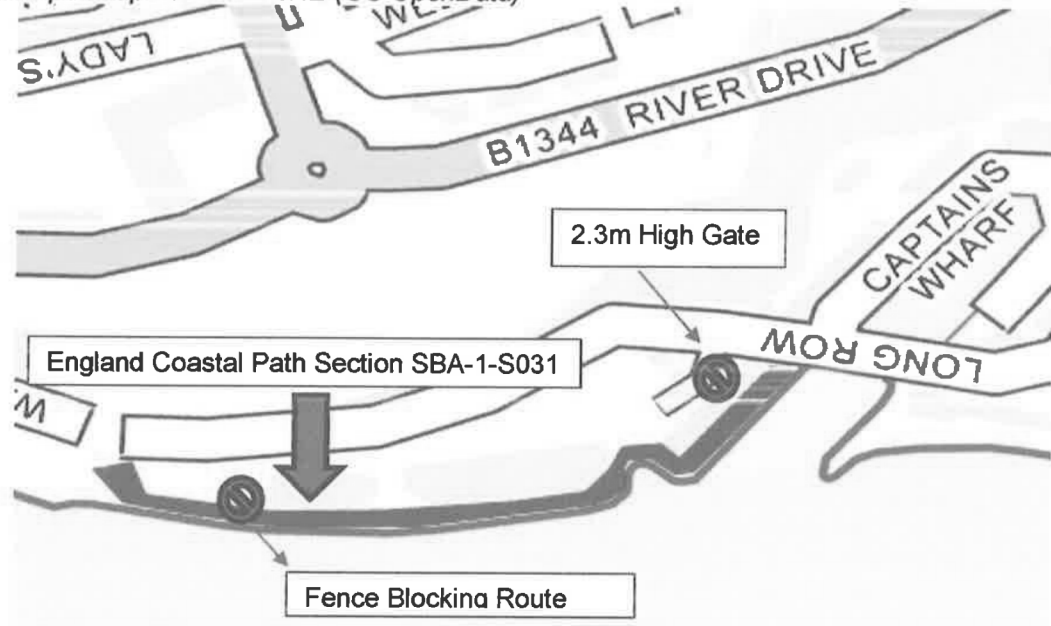 LADY'S
B1344 RIVER DRIVE
2.3m High Gate
CAPTAINS
WHARF
LONG ROW
England Coastal Path Section SBA-1-S031
Fence Blocking Route